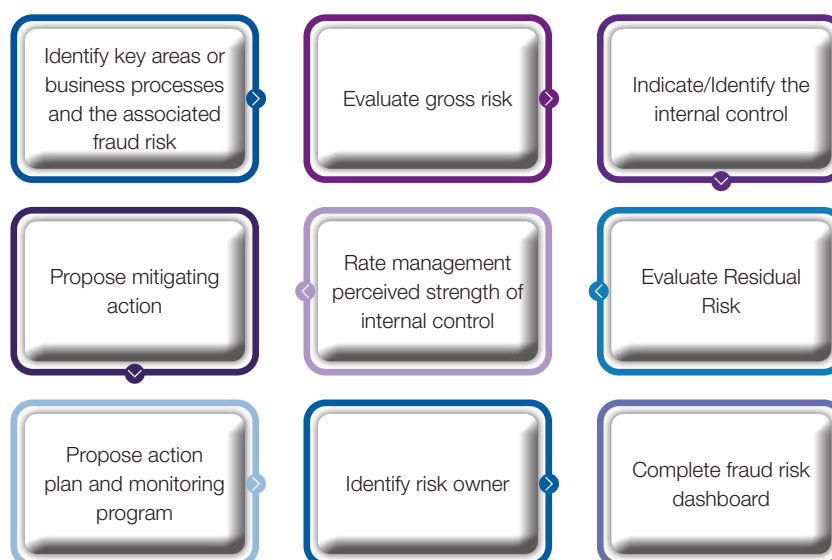 Identify key areas or
business processes
and the associated
fraud risk
Evaluate gross risk
Indicate/Identify the
internal control
Propose mitigating
action
Rate management
perceived strength of
internal control
Evaluate Residual
Risk
Propose action
plan and monitoring
program
Identify risk owner
Complete fraud risk
dashboard